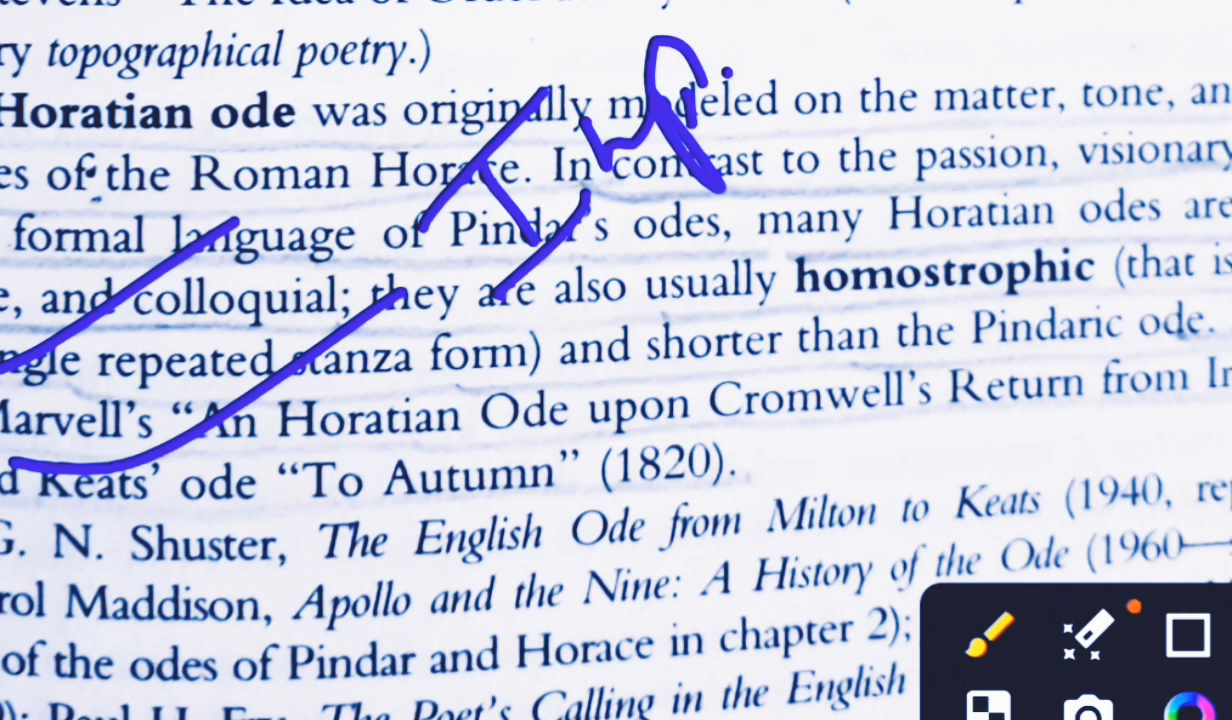 topographical poetry.)
Horatian ode was originally modeled on the matter, tone, an
es of the Roman Horace. In contrast to the passion, visionary
formal language of Pindar's odes, many Horatian odes are
e, and colloquial; they are also usually homostrophic (that is
ngle repeated stanza form) and shorter than the Pindaric ode.
Marvell's “An Horatian Ode upon Cromwell's Return from Ir
d Keats' ode “To Autumn” (1820).
G. N. Shuster, The English Ode from Milton to Keats (1940, rep
rol Maddison, Apollo and the Nine: A History of the Ode (1960—
of the odes of Pindar and Horace in chapter 2);
The Poet's Calling in the English